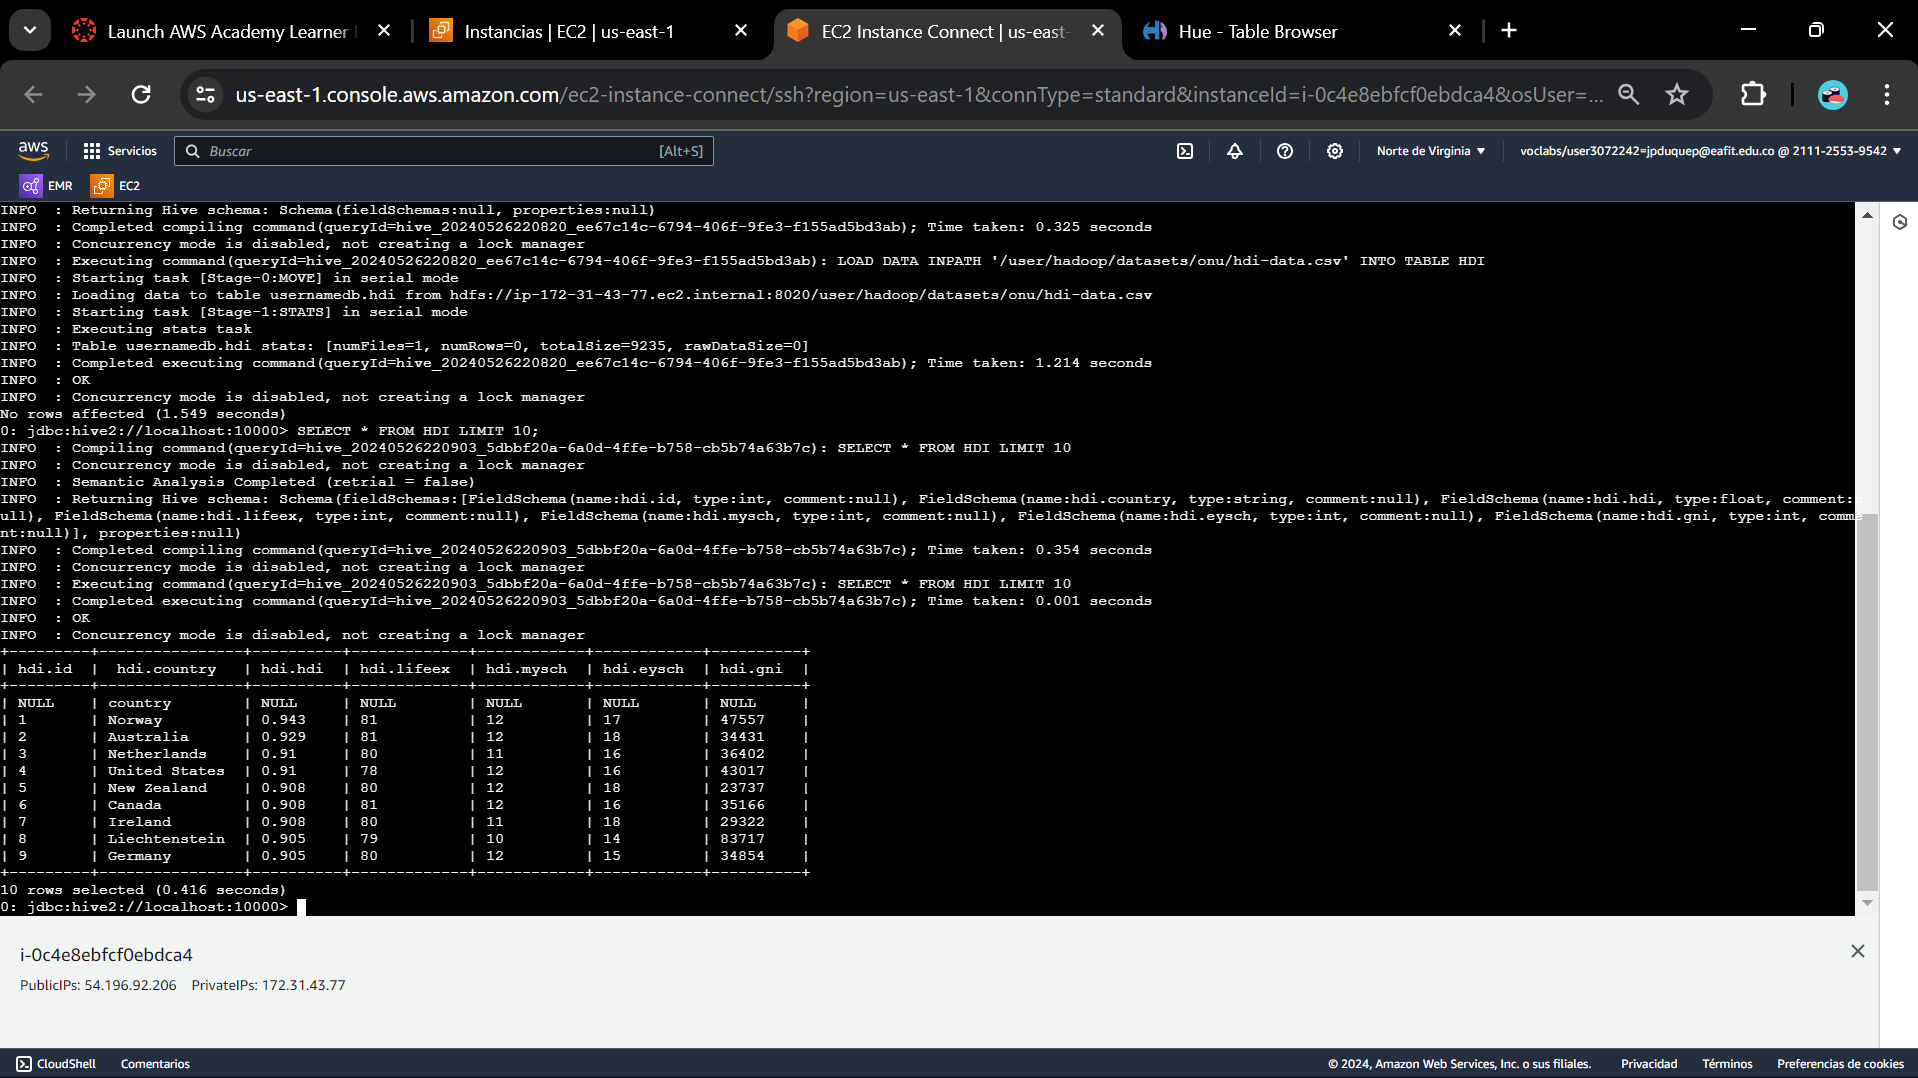 Launch AWS Academy Learner L
Instancias | EC2 | us-east-1
EC2 Instance Connect | us-east-
Hue - Table Browser
us-east-1.console.aws.amazon.com/ec2-instance-connect/ssh?region=us-east-1&connType=standard&instanceId=i-0c4e8ebfcf0ebdca4&osUser=...
aws
Servicios
Buscar
[Alt+S]
Norte de Virginia
voclabs/user3072242=jpduquep@eafit.edu.co @ 2111-2553-9542
EMR
EC2
INFO  : Returning Hive schema: Schema(fieldSchemas:null, properties:null)
INFO  : Completed compiling command(queryId=hive_20240526220820_ee67c14c-6794-406f-9fe3-f155ad5bd3ab); Time taken: 0.325 seconds
INFO  : Concurrency mode is disabled, not creating a lock manager
INFO  : Executing command(queryId=hive_20240526220820_ee67c14c-6794-406f-9fe3-f155ad5bd3ab): LOAD DATA INPATH '/user/hadoop/datasets/onu/hdi-data.csv' INTO TABLE HDI
INFO  : Starting task [Stage-0:MOVE] in serial mode
INFO  : Loading data to table usernamedb.hdi from hdfs://ip-172-31-43-77.ec2.internal:8020/user/hadoop/datasets/onu/hdi-data.csv
INFO  : Starting task [Stage-1:STATS] in serial mode
INFO  : Executing stats task
INFO  : Table usernamedb.hdi stats: [numFiles=1, numRows=0, totalSize=9235, rawDataSize=0]
INFO  : Completed executing command(queryId=hive_20240526220820_ee67c14c-6794-406f-9fe3-f155ad5bd3ab); Time taken: 1.214 seconds
INFO  : OK
INFO  : Concurrency mode is disabled, not creating a lock manager
No rows affected (1.549 seconds)
0: jdbc:hive2://localhost:10000> SELECT * FROM HDI LIMIT 10;
INFO  : Compiling command(queryId=hive_20240526220903_5dbbf20a-6a0d-4ffe-b758-cb5b74a63b7c): SELECT * FROM HDI LIMIT 10
INFO  : Concurrency mode is disabled, not creating a lock manager
INFO  : Semantic Analysis Completed (retrial = false)
INFO  : Returning Hive schema: Schema(fieldSchemas:[FieldSchema(name:hdi.id, type:int, comment:null), FieldSchema(name:hdi.country, type:string, comment:null), FieldSchema(name:hdi.hdi, type:float, comment:n
ull), FieldSchema(name:hdi.lifeex, type:int, comment:null), FieldSchema(name:hdi.mysch, type:int, comment:null), FieldSchema(name:hdi.eysch, type:int, comment:null), FieldSchema(name:hdi.gni, type:int, comme
nt:null)], properties:null)
INFO  : Completed compiling command(queryId=hive_20240526220903_5dbbf20a-6a0d-4ffe-b758-cb5b74a63b7c); Time taken: 0.354 seconds
INFO  : Concurrency mode is disabled, not creating a lock manager
INFO  : Executing command(queryId=hive_20240526220903_5dbbf20a-6a0d-4ffe-b758-cb5b74a63b7c): SELECT * FROM HDI LIMIT 10
INFO  : Completed executing command(queryId=hive_20240526220903_5dbbf20a-6a0d-4ffe-b758-cb5b74a63b7c); Time taken: 0.001 seconds
INFO  : OK
INFO  : Concurrency mode is disabled, not creating a lock manager
| hdi.id | hdi.country | hdi.hdi | hdi.lifeex | hdi.mysch | hdi.eysch | hdi.gni |
| NULL | country | NULL | NULL | NULL | NULL | NULL |
| 1 | Norway | 0.943 | 81 | 12 | 17 | 47557 |
| 2 | Australia | 0.929 | 81 | 12 | 18 | 34431 |
| 3 | Netherlands | 0.91 | 80 | 11 | 16 | 36402 |
| 4 | United States | 0.91 | 78 | 12 | 16 | 43017 |
| 5 | New Zealand | 0.908 | 80 | 12 | 18 | 23737 |
| 6 | Canada | 0.908 | 81 | 12 | 16 | 35166 |
| 7 | Ireland | 0.908 | 80 | 11 | 18 | 29322 |
| 8 | Liechtenstein | 0.905 | 79 | 10 | 14 | 83717 |
| 9 | Germany | 0.905 | 80 | 12 | 15 | 34854 |
10 rows selected (0.416 seconds)
0: jdbc:hive2://localhost:10000>
i-0c4e8ebfcf0ebdca4
PublicIPs: 54.196.92.206 PrivateIPs: 172.31.43.77
CloudShell
Comentarios
© 2024, Amazon Web Services, Inc. o sus filiales.
Privacidad
Términos
Preferencias de cookies